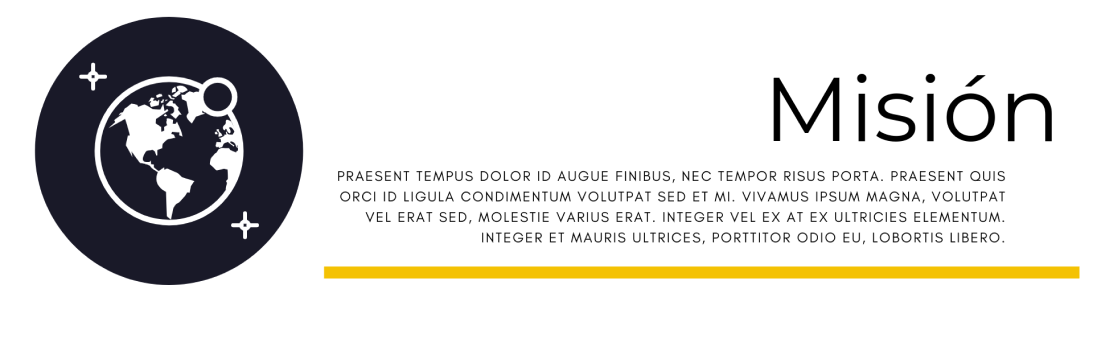 Misión
PRAESENT TEMPUS DOLOR ID AUGUE FINIBUS, NEC TEMPOR RISUS PORTA. PRAESENT QUIS
ORCI ID LIGULA CONDIMENTUM VOLUTPAT SED ET MI. VIVAMUS IPSUM MAGNA, VOLUTPAT
VEL ERAT SED, MOLESTIE VARIUS ERAT. INTEGER VEL EX AT EX ULTRICIES ELEMENTUM.
INTEGER ET MAURIS ULTRICES, PORTTITOR ODIO EU, LOBORTIS LIBERO.